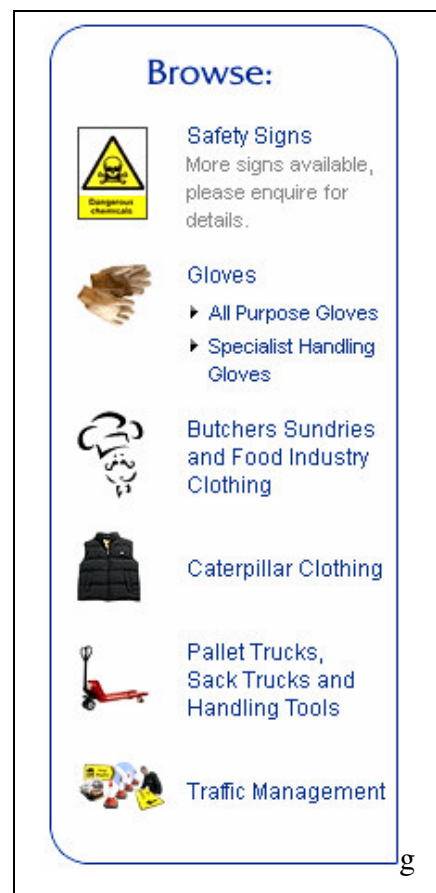 Browse:
Safety Signs
More signs available,
please enquire for
details.
Dangerous
chemicals
Gloves
All Purpose Gloves
Specialist Handling
Gloves
Butchers Sundries
and Food Industry
Clothing
Caterpillar Clothing
Pallet Trucks,
Sack Trucks and
Handling Tools
Traffic Management
g